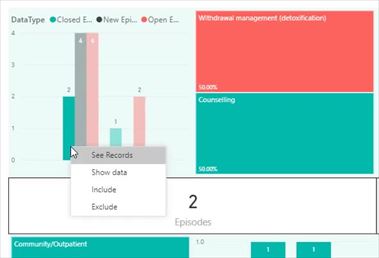 DataType Closed E... New Epi... Open E...
4
3
2
1
0
2
4
4
1
2
See Records
Show data
Include
Exclude
Withdrawal management (detoxification)
50.00%
Counselling
50.00%
2
Episodes
Community/Outpatient
1.0
1
1